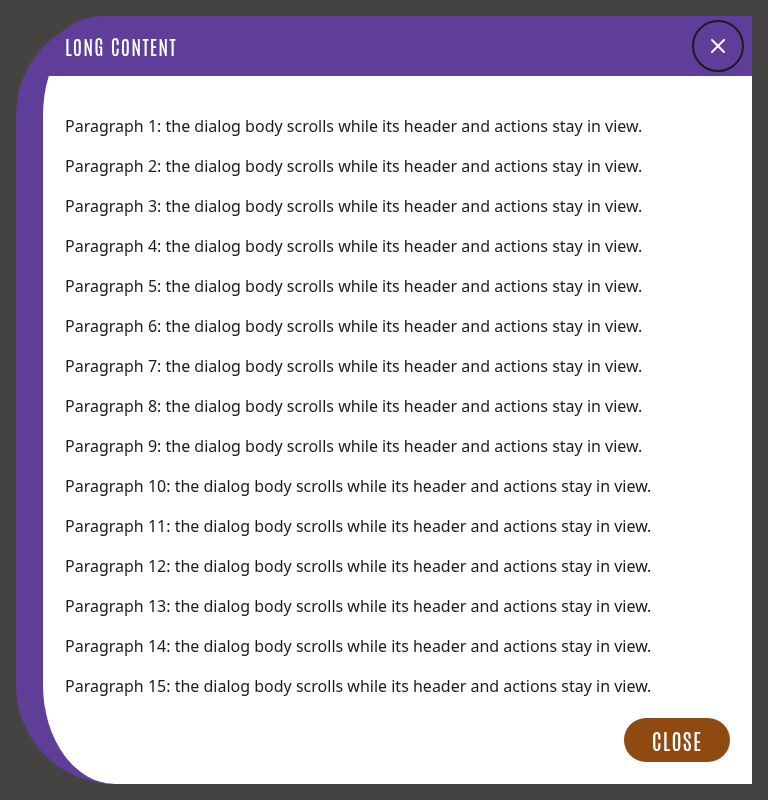 LONG CONTENT
Paragraph 1: the dialog body scrolls while its header and actions stay in view.
Paragraph 2: the dialog body scrolls while its header and actions stay in view.
Paragraph 3: the dialog body scrolls while its header and actions stay in view.
Paragraph 4: the dialog body scrolls while its header and actions stay in view.
Paragraph 5: the dialog body scrolls while its header and actions stay in view.
Paragraph 6: the dialog body scrolls while its header and actions stay in view.
Paragraph 7: the dialog body scrolls while its header and actions stay in view.
Paragraph 8: the dialog body scrolls while its header and actions stay in view.
Paragraph 9: the dialog body scrolls while its header and actions stay in view.
Paragraph 10: the dialog body scrolls while its header and actions stay in view.
Paragraph 11: the dialog body scrolls while its header and actions stay in view.
Paragraph 12: the dialog body scrolls while its header and actions stay in view.
Paragraph 13: the dialog body scrolls while its header and actions stay in view.
Paragraph 14: the dialog body scrolls while its header and actions stay in view.
Paragraph 15: the dialog body scrolls while its header and actions stay in view.
CLOSE